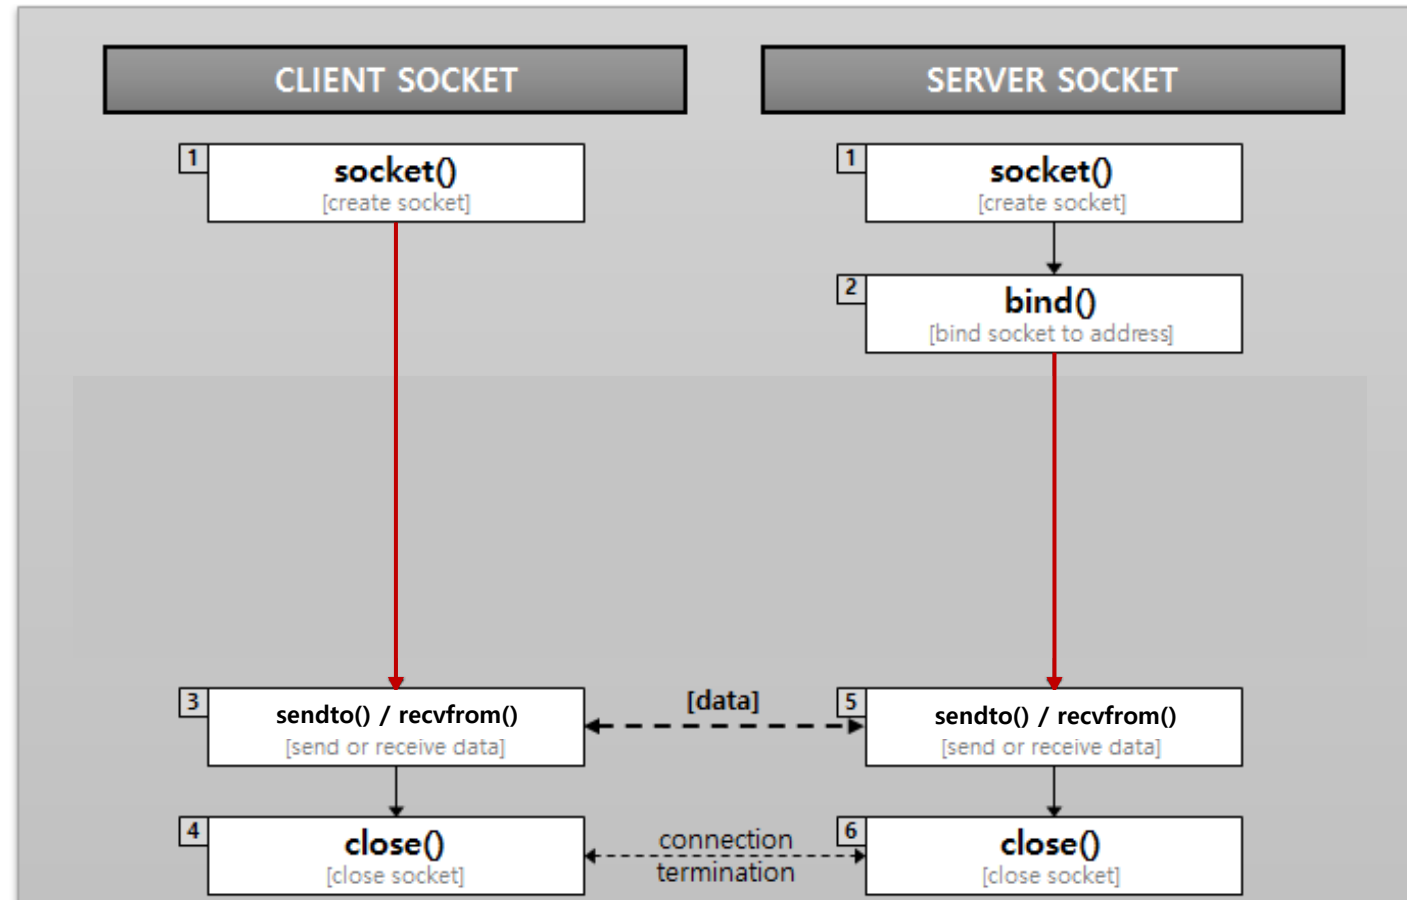 CLIENT SOCKET
SERVER SOCKET
1
socket()
[create socket]
1
socket()
[create socket]
2
bind()
[bind socket to address]
3
sendto() / recvfrom()
[send or receive data]
[data]
5
sendto() / recvfrom()
[send or receive data]
4
close()
[close socket]
connection
termination
6
close()
[close socket]